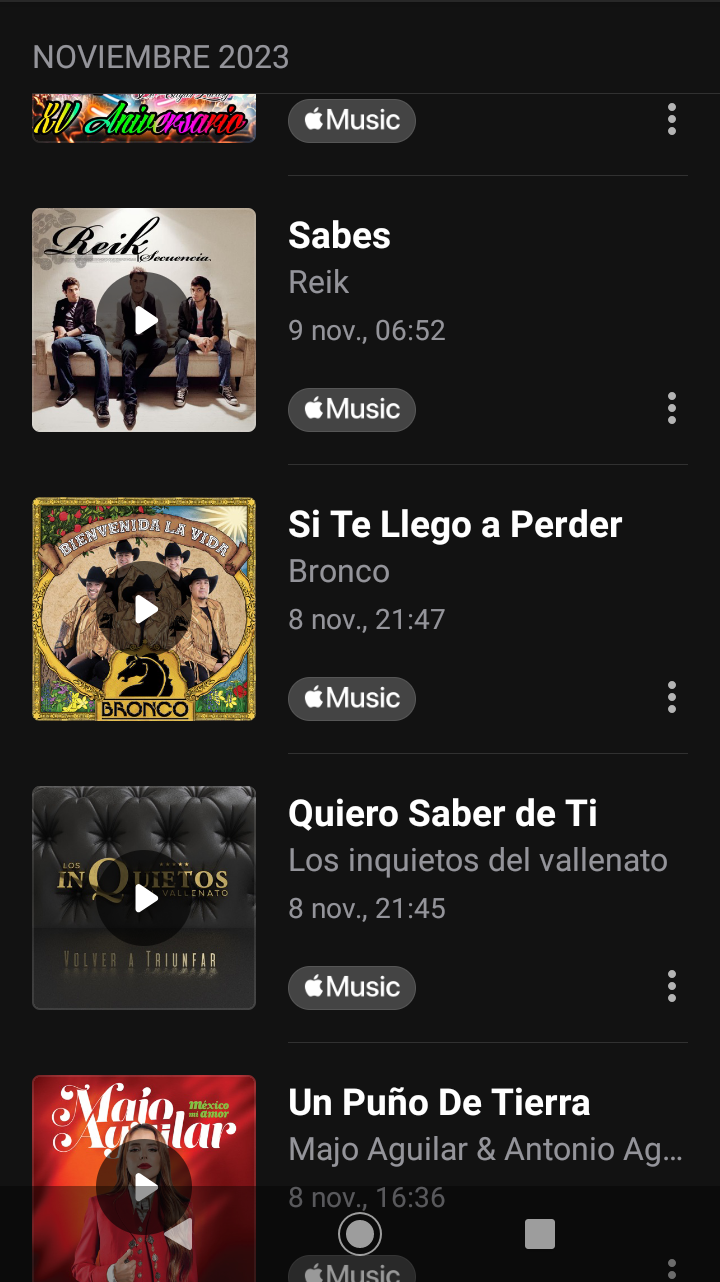 NOVIEMBRE 2023
XV Aniversario
Music
Reik
Secuencia.
Sabes
Reik
9 nov., 06:52
Music
BIENVENIDA LA VIDA
BRONCO
Si Te Llego a Perder
Bronco
8 nov., 21:47
Music
LOS
INQUIETOS
VALLENATO
VOLVER A TRIUNFAR
Quiero Saber de Ti
Los inquietos del vallenato
8 nov., 21:45
Music
Majo
Aguilar
México
mi amor
Un Puño De Tierra
Majo Aguilar & Antonio Ag...
8 nov., 16:36
Music